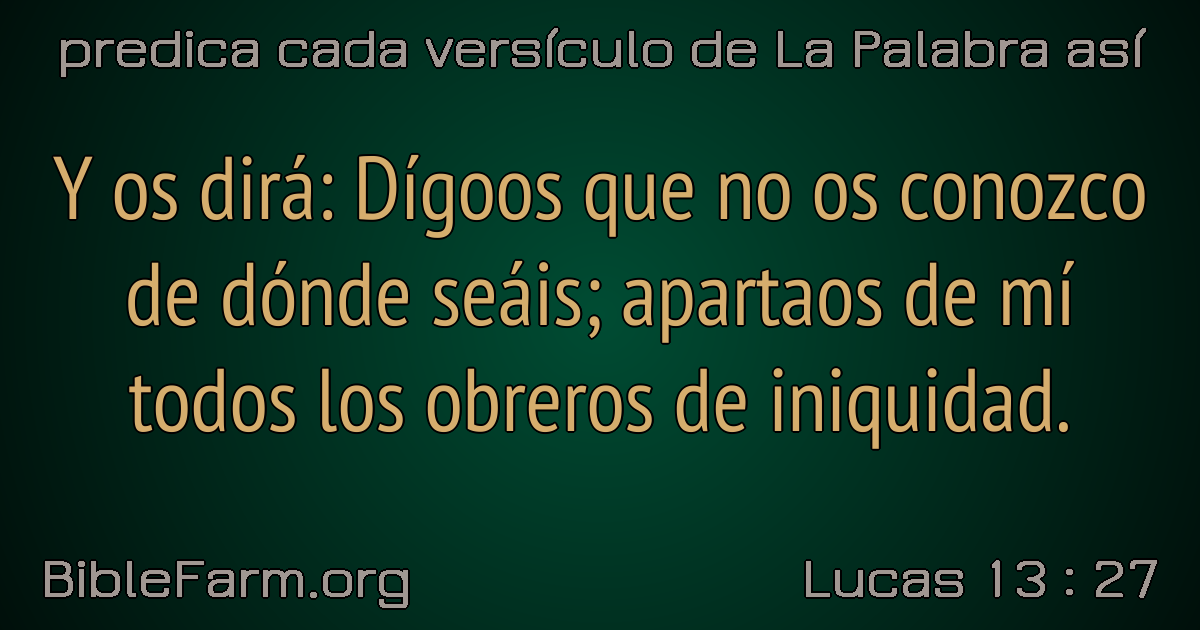 predica cada versículo de La Palabra así
Y os dirá: Dígoos que no os conozco
de dónde seáis; apartaos de mí
todos los obreros de iniquidad.
BibleFarm.org
Lucas 13 : 27